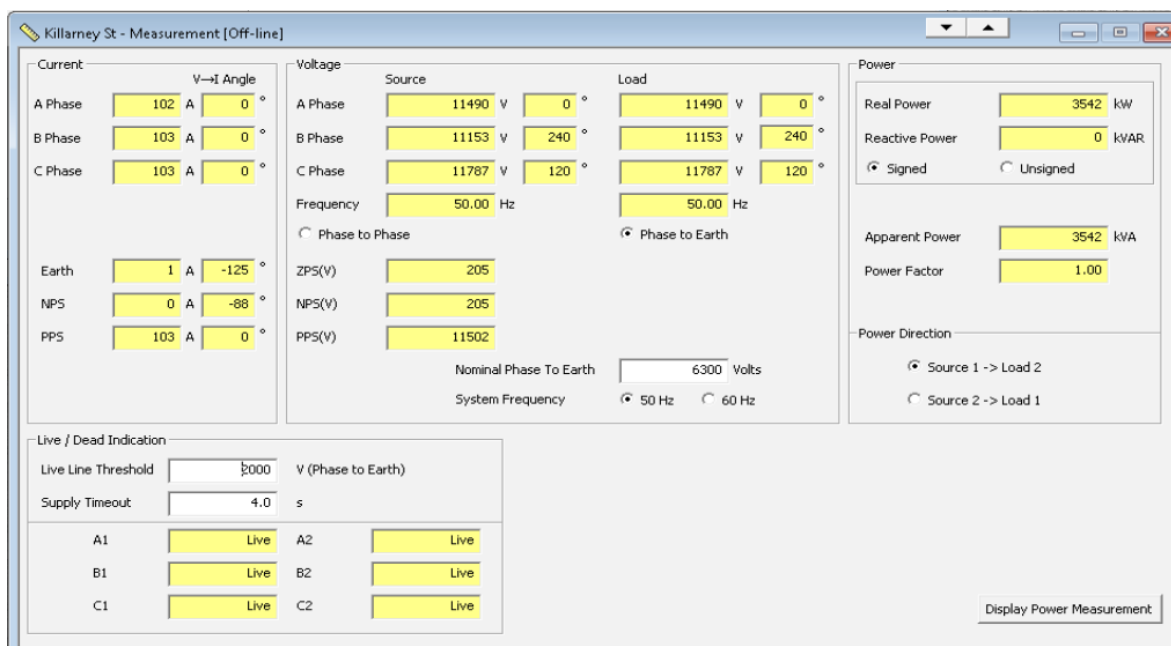 Killarney St - Measurement [Off-line]
Current
V→I Angle
A Phase 102 A 0 °
B Phase 103 A 0 °
C Phase 103 A 0 °
Earth 1 A -125 °
NPS 0 A -88 °
PPS 103 A 0 °
Voltage
Source Load
A Phase 11490 V 0 ° 11490 V 0 °
B Phase 11153 V 240 ° 11153 V 240 °
C Phase 11787 V 120 ° 11787 V 120 °
Frequency 50.00 Hz 50.00 Hz
Phase to Phase Phase to Earth
ZPS(V) 205
NPS(V) 205
PPS(V) 11502
Nominal Phase To Earth 6300 Volts
System Frequency 50 Hz 60 Hz
Power
Real Power 3542 kW
Reactive Power 0 kVAR
Signed Unsigned
Apparent Power 3542 kVA
Power Factor 1.00
Power Direction
Source 1 -> Load 2
Source 2 -> Load 1
Live / Dead Indication
Live Line Threshold 2000 V (Phase to Earth)
Supply Timeout 4.0 s
A1 Live A2 Live
B1 Live B2 Live
C1 Live C2 Live
Display Power Measurement